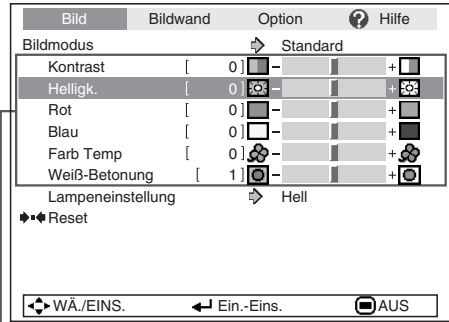 Bild Bildwand Option ? Hilfe
Bildmodus Standard
Kontrast [ 0] - +
Helligk. [ 0] - +
Rot [ 0] - +
Blau [ 0] - +
Farb Temp [ 0] - +
Weiß-Betonung [ 1] - +
Lampeneinstellung Hell
Reset
WÄ./EINS. Ein.-Eins. AUS